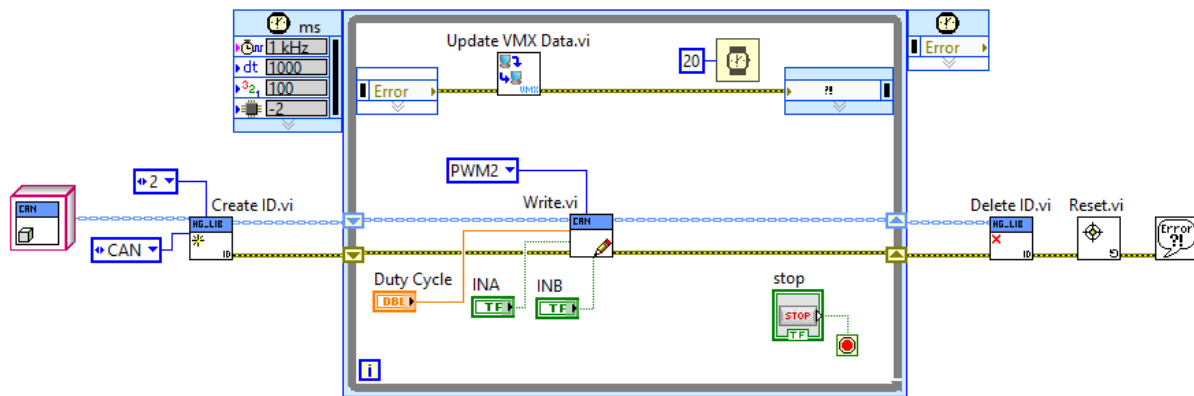 ms
1 kHz
dt 1000
321 100
-2
Error
Update VMX Data.vi
VMX
20
?!
Error
2
CAN
Create ID.vi
HG_LIB
ID
CAN
PWM2
Write.vi
CAN
Duty Cycle
DBL
INA
TF
INB
TF
stop
STOP
TF
i
Delete ID.vi
HG_LIB
ID
Reset.vi
Error
?!